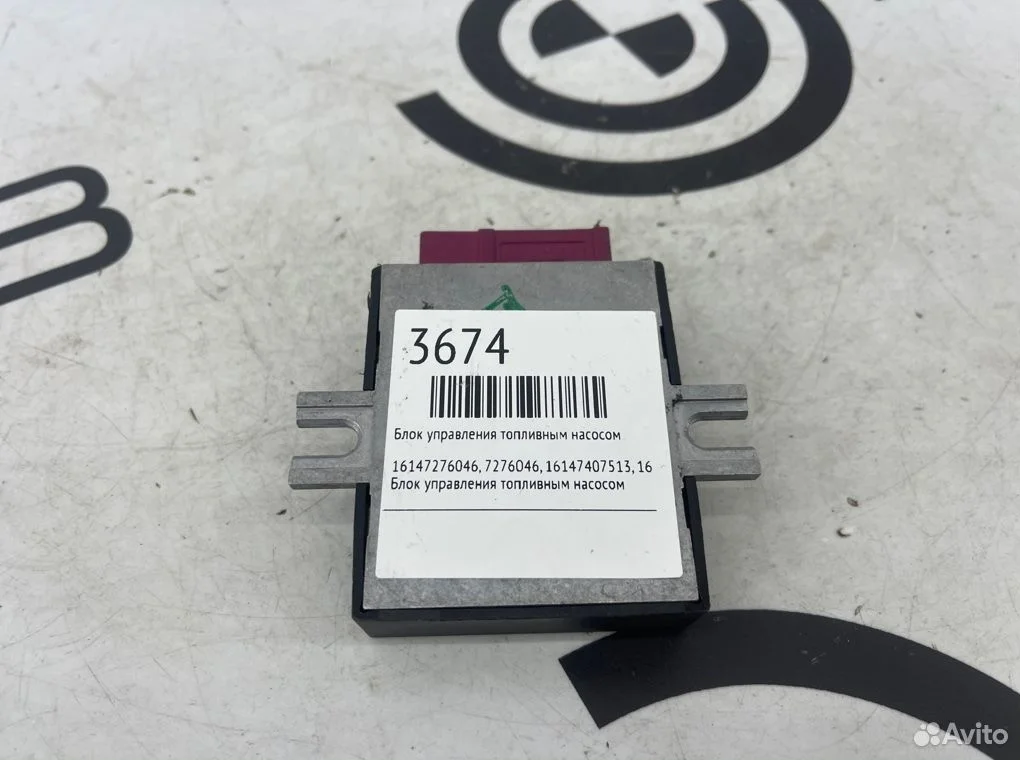 3674
Блок управления топливным насосом
16147276046, 7276046, 16147407513, 16
Блок управления топливным насосом
Avito